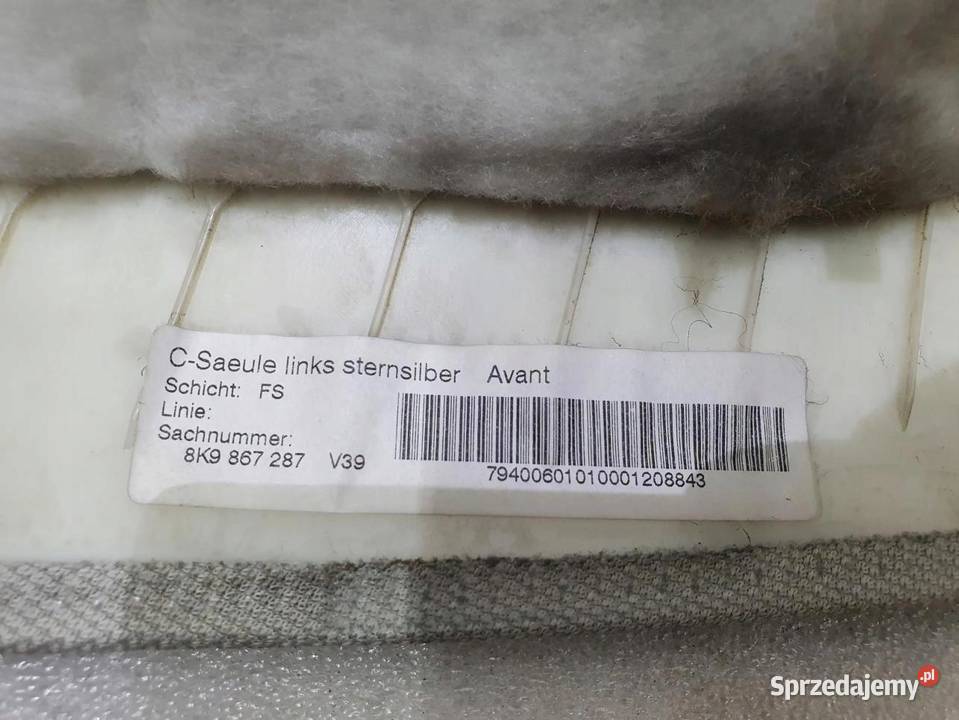 C-Saeule links sternsilber Avant
Schicht: FS
Linie:
Sachnummer:
8K9 867 287 V39
79400601010001208843
Sprzedajemy.pl